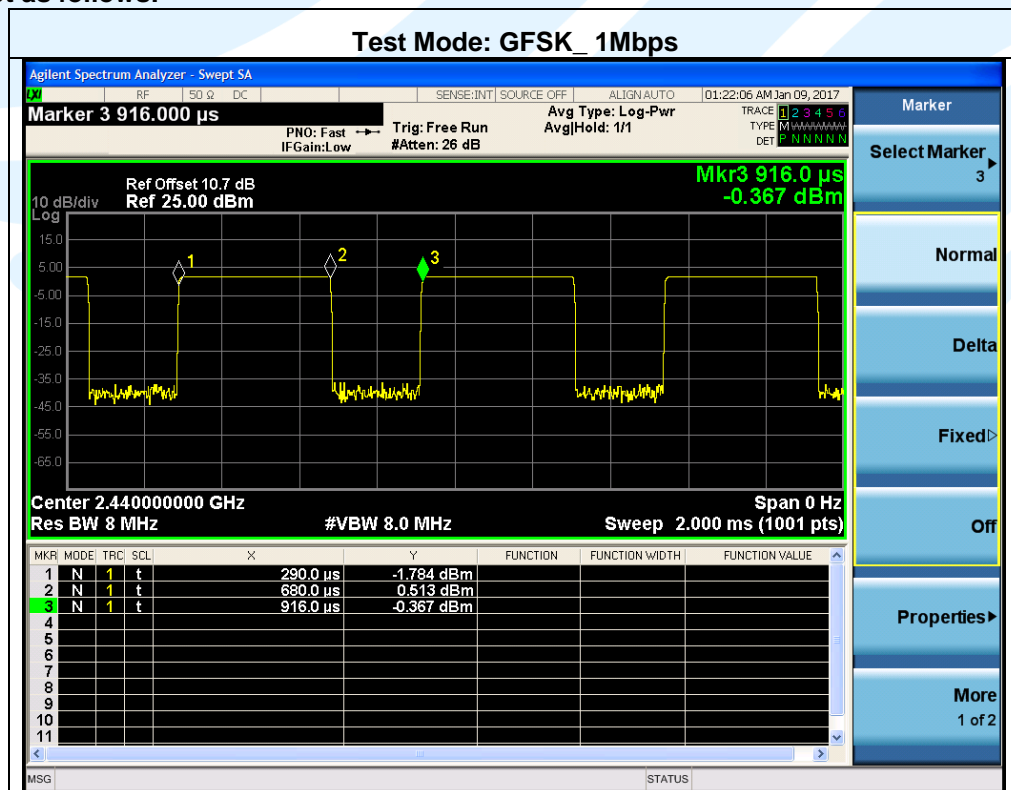 Test Mode: GFSK_ 1Mbps
Agilent Spectrum Analyzer - Swept SA
LXI RF 50 Ω DC SENSE:INT SOURCE OFF ALIGN AUTO 01:22:06 AM Jan 09, 2017
Marker 3 916.000 µs
PNO: Fast
IFGain:Low
Trig: Free Run
#Atten: 26 dB
Avg Type: Log-Pwr
Avg|Hold: 1/1
TRACE 1 2 3 4 5 6
TYPE M
DET P N N N N N
Mkr3 916.0 µs
-0.367 dBm
Ref Offset 10.7 dB
10 dB/div Ref 25.00 dBm
Log
15.0
5.00
-5.00
-15.0
-25.0
-35.0
-45.0
-55.0
-65.0
1
2
3
Center 2.440000000 GHz Span 0 Hz
Res BW 8 MHz #VBW 8.0 MHz Sweep 2.000 ms (1001 pts)
MKR MODE TRC SCL X Y FUNCTION FUNCTION WIDTH FUNCTION VALUE
1 N 1 t 290.0 µs -1.784 dBm
2 N 1 t 680.0 µs 0.513 dBm
3 N 1 t 916.0 µs -0.367 dBm
4
5
6
7
8
9
10
11
MSG STATUS
Marker
Select Marker
3
Normal
Delta
Fixed
Off
Properties
More
1 of 2